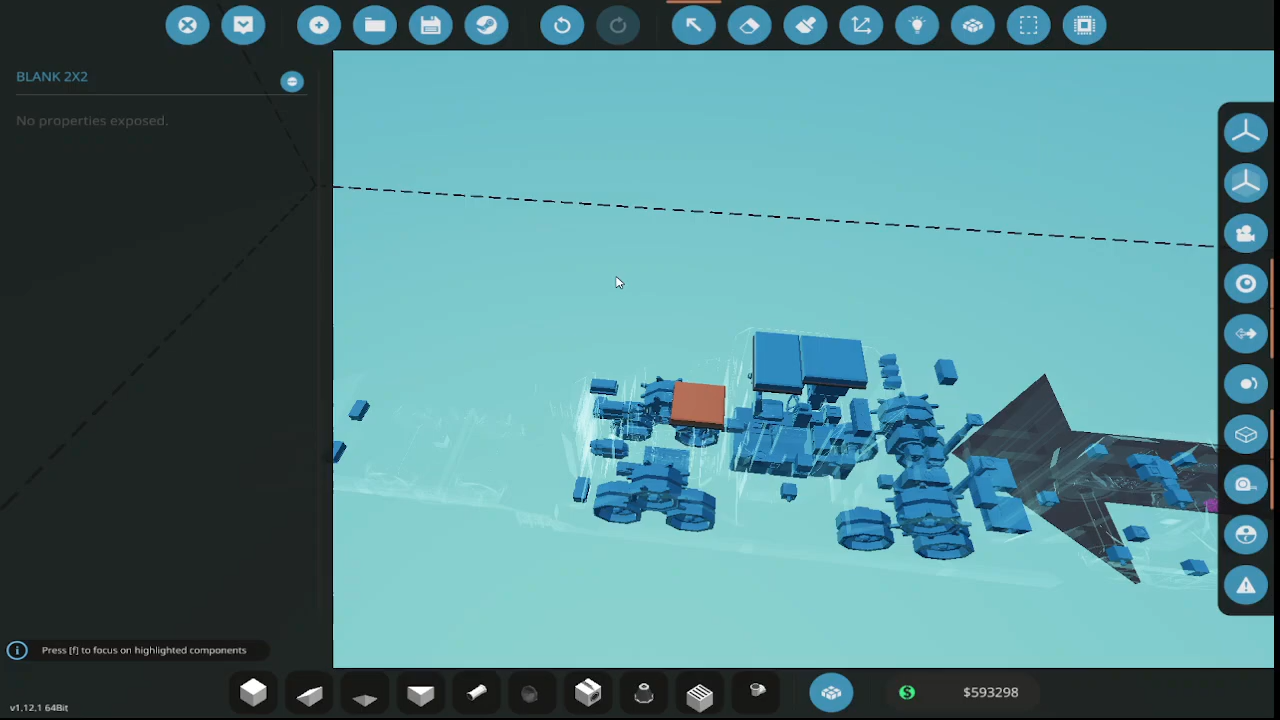 BLANK 2X2
No properties exposed.
Press [f] to focus on highlighted components
v1.12.1 64Bit
$
$593298